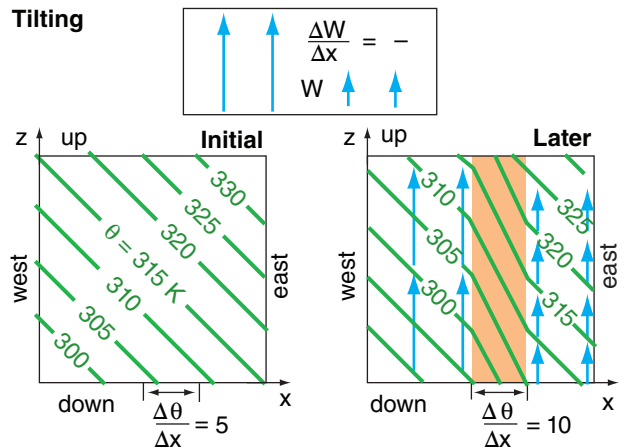 Tilting
ΔW/Δx = −
W
z up Initial
330
325
320
θ = 315 K
310
305
300
west
east
down
x
Δθ/Δx = 5
z up Later
310
325
305
320
300
315
west
east
down
x
Δθ/Δx = 10